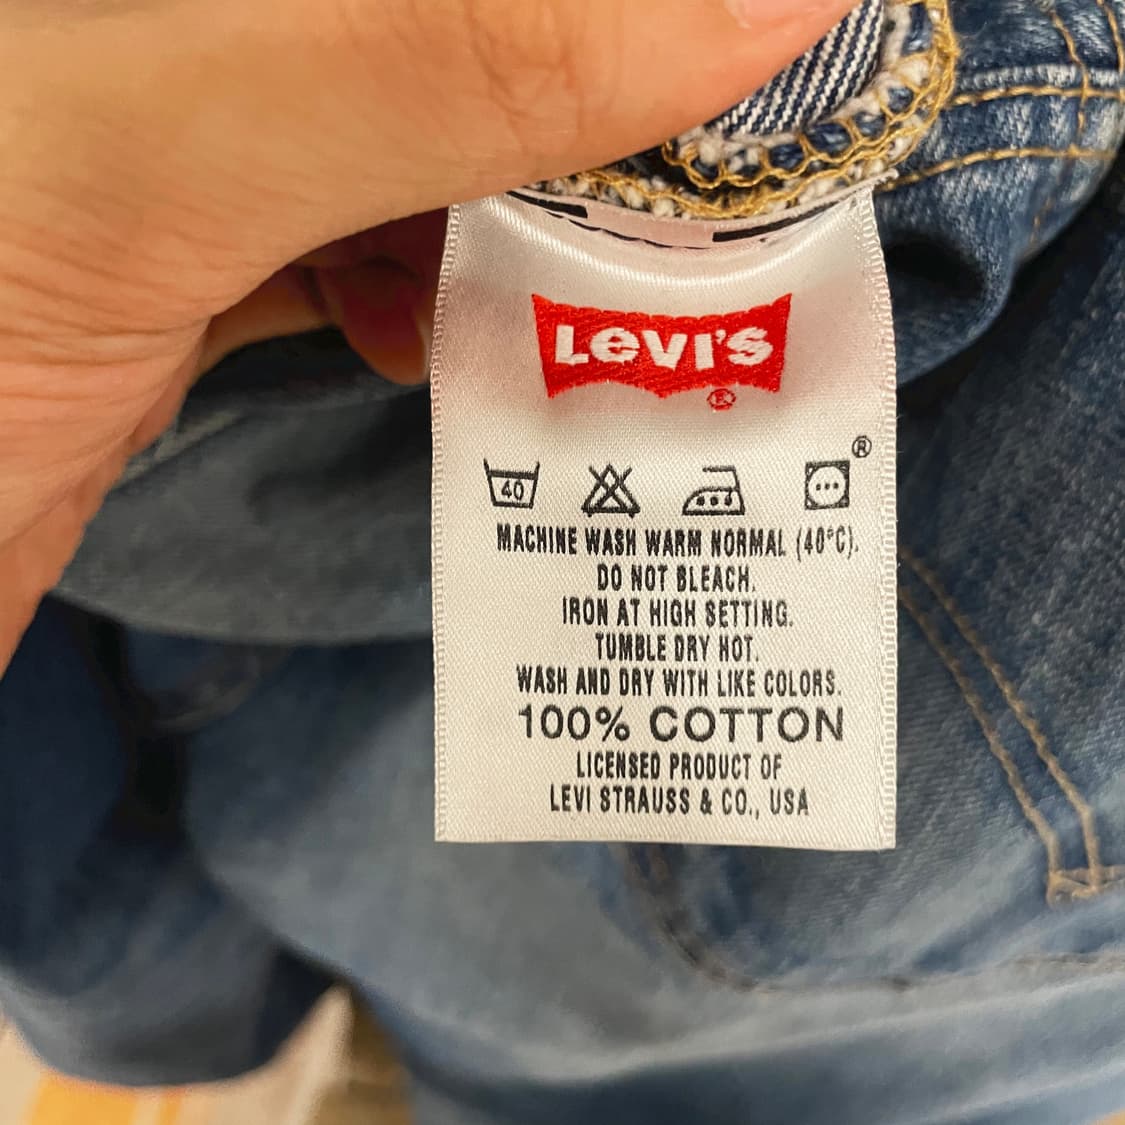 LEVI'S
®
®
40
MACHINE WASH WARM NORMAL (40°C).
DO NOT BLEACH.
IRON AT HIGH SETTING.
TUMBLE DRY HOT.
WASH AND DRY WITH LIKE COLORS.
100% COTTON
LICENSED PRODUCT OF
LEVI STRAUSS & CO., USA